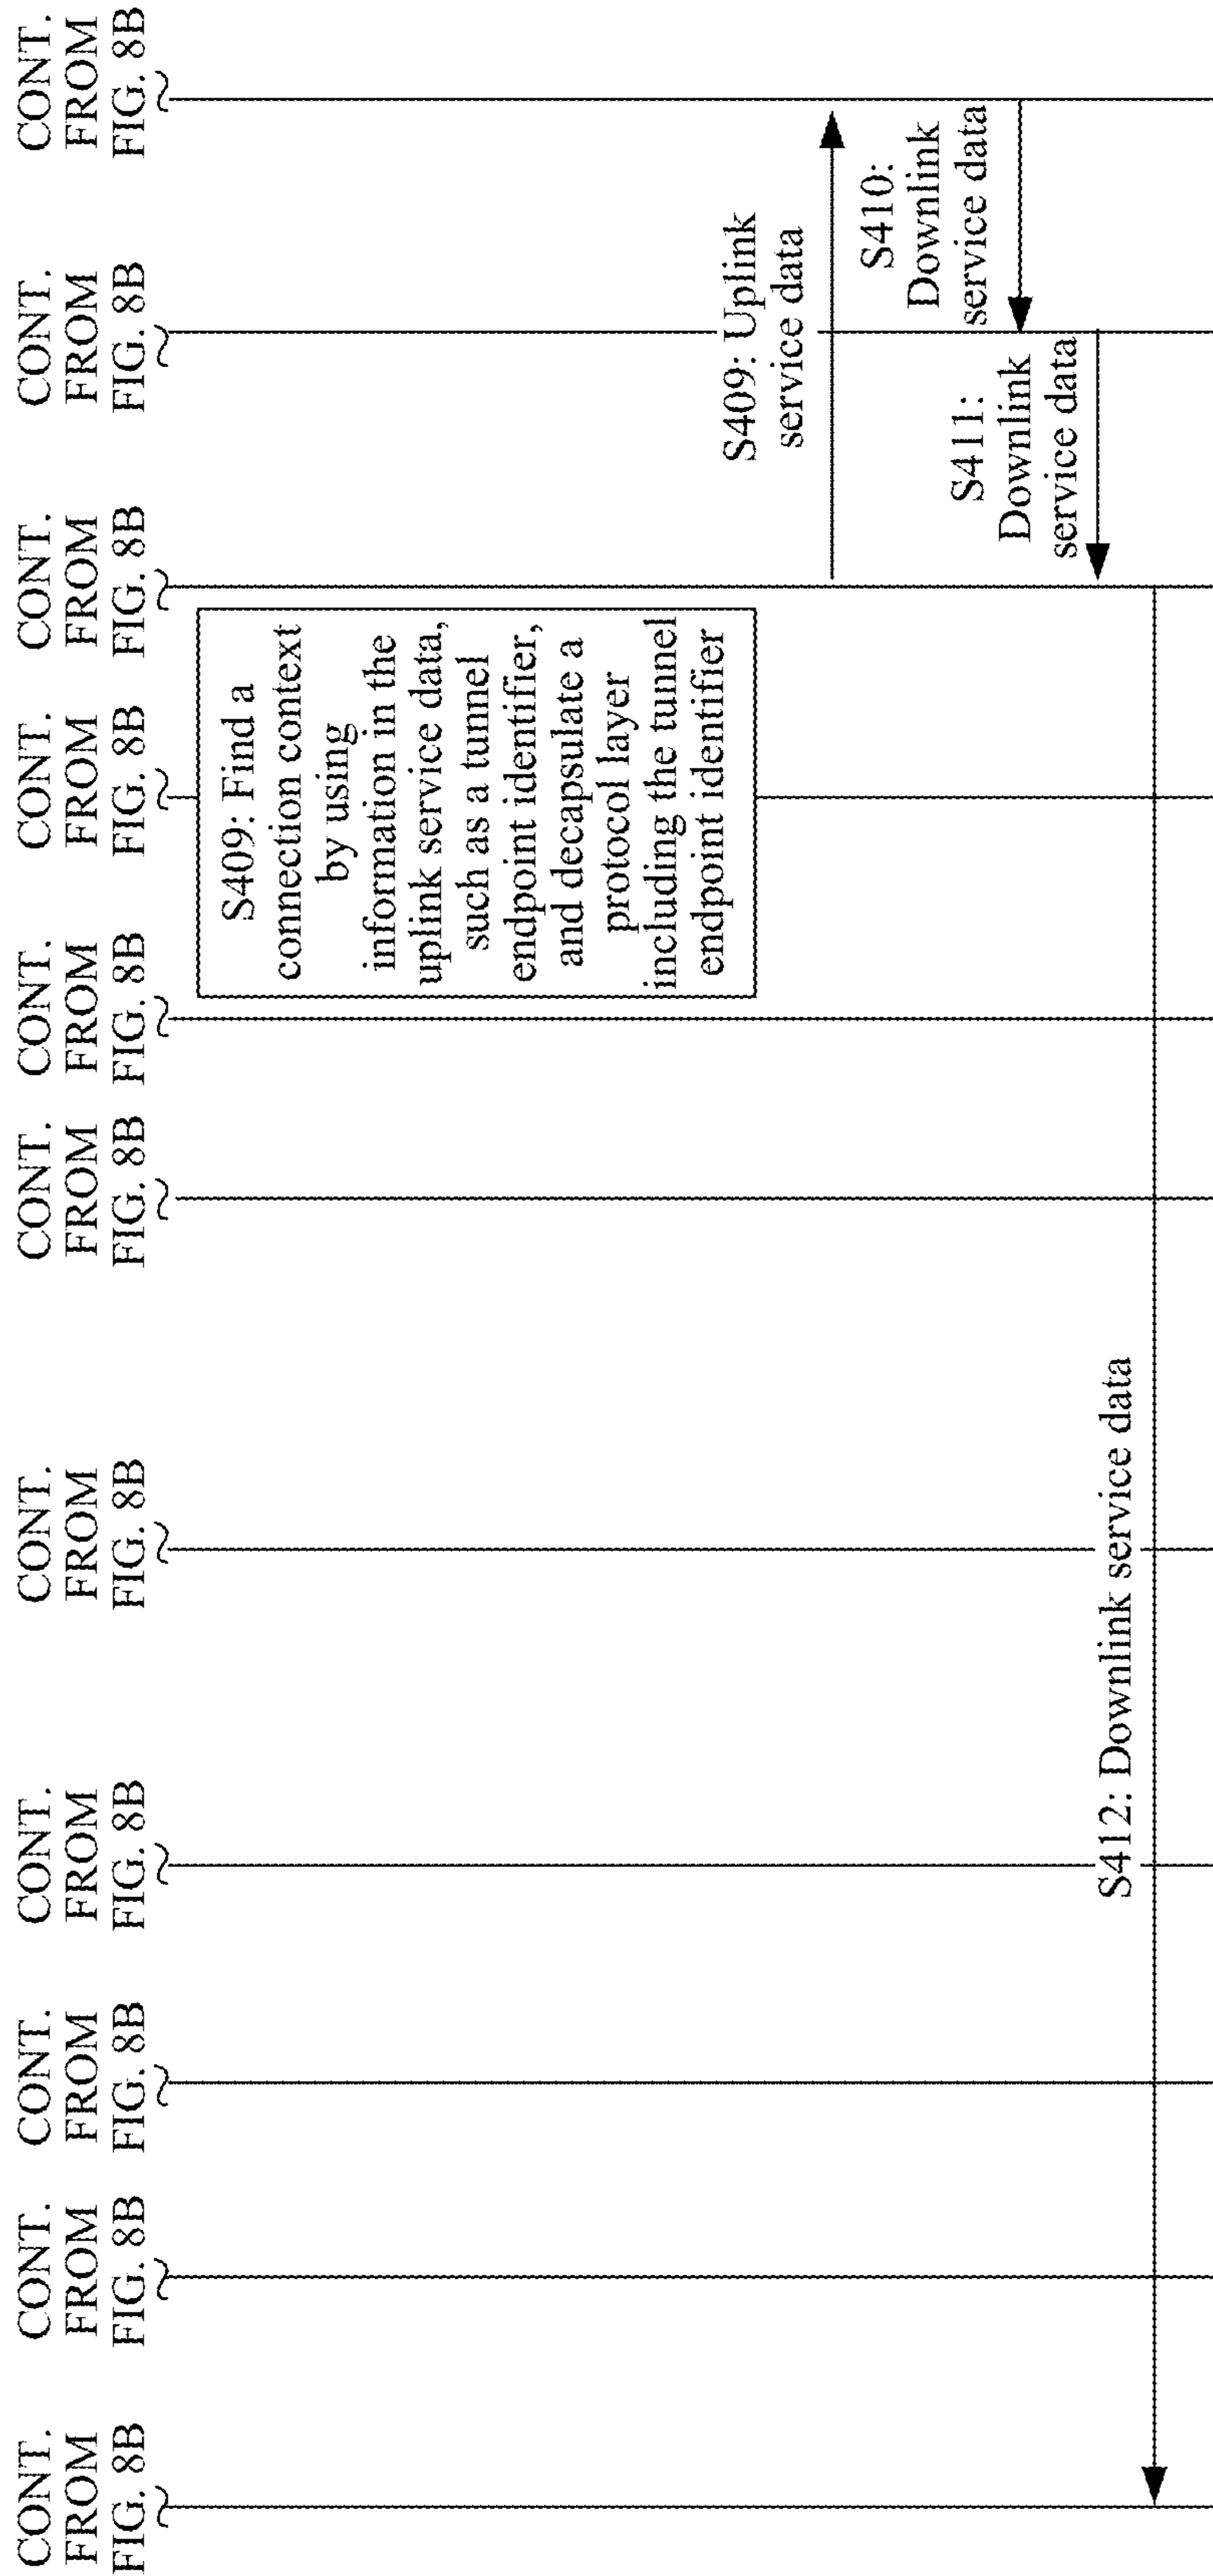 CONT.
FROM
FIG. 8B
CONT.
FROM
FIG. 8B
CONT.
FROM
FIG. 8B
CONT.
FROM
FIG. 8B
CONT.
FROM
FIG. 8B
CONT.
FROM
FIG. 8B
CONT.
FROM
FIG. 8B
CONT.
FROM
FIG. 8B
CONT.
FROM
FIG. 8B
CONT.
FROM
FIG. 8B
CONT.
FROM
FIG. 8B
S409: Find a
connection context
by using
information in the
uplink service data,
such as a tunnel
endpoint identifier,
and decapsulate a
protocol layer
including the tunnel
endpoint identifier
S409: Uplink
service data
S410:
Downlink
service data
S411:
Downlink
service data
S412: Downlink service data